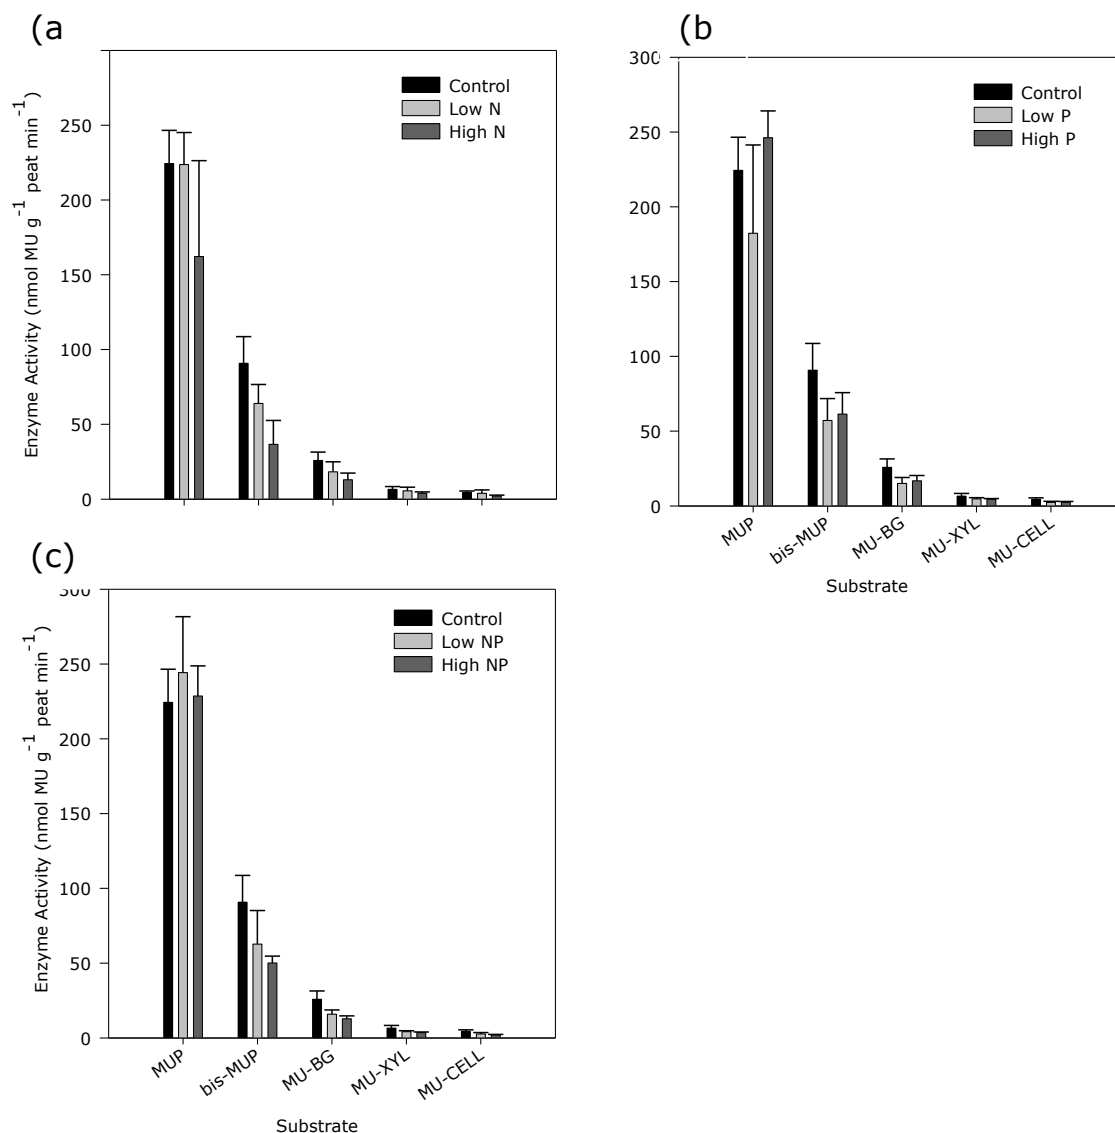 (a
(b
Enzyme Activity (nmol MU g⁻¹ peat min⁻¹)
250
200
150
100
50
0
Control
Low N
High N
300
250
200
150
100
50
0
Control
Low P
High P
MUP
bis-MUP
MU-BG
MU-XYL
MU-CELL
Substrate
(c)
Enzyme Activity (nmol MU g⁻¹ peat min⁻¹)
300
250
200
150
100
50
0
Control
Low NP
High NP
MUP
bis-MUP
MU-BG
MU-XYL
MU-CELL
Substrate